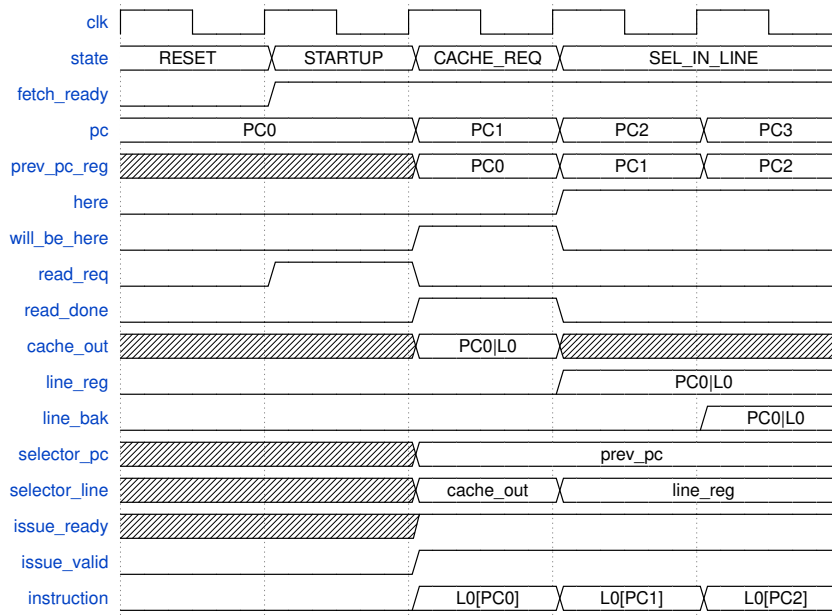 clk
state RESET STARTUP CACHE_REQ SEL_IN_LINE
fetch_ready
pc PC0 PC1 PC2 PC3
prev_pc_reg PC0 PC1 PC2
here
will_be_here
read_req
read_done
cache_out PC0|L0
line_reg PC0|L0
line_bak PC0|L0
selector_pc prev_pc
selector_line cache_out line_reg
issue_ready
issue_valid
instruction L0[PC0] L0[PC1] L0[PC2]